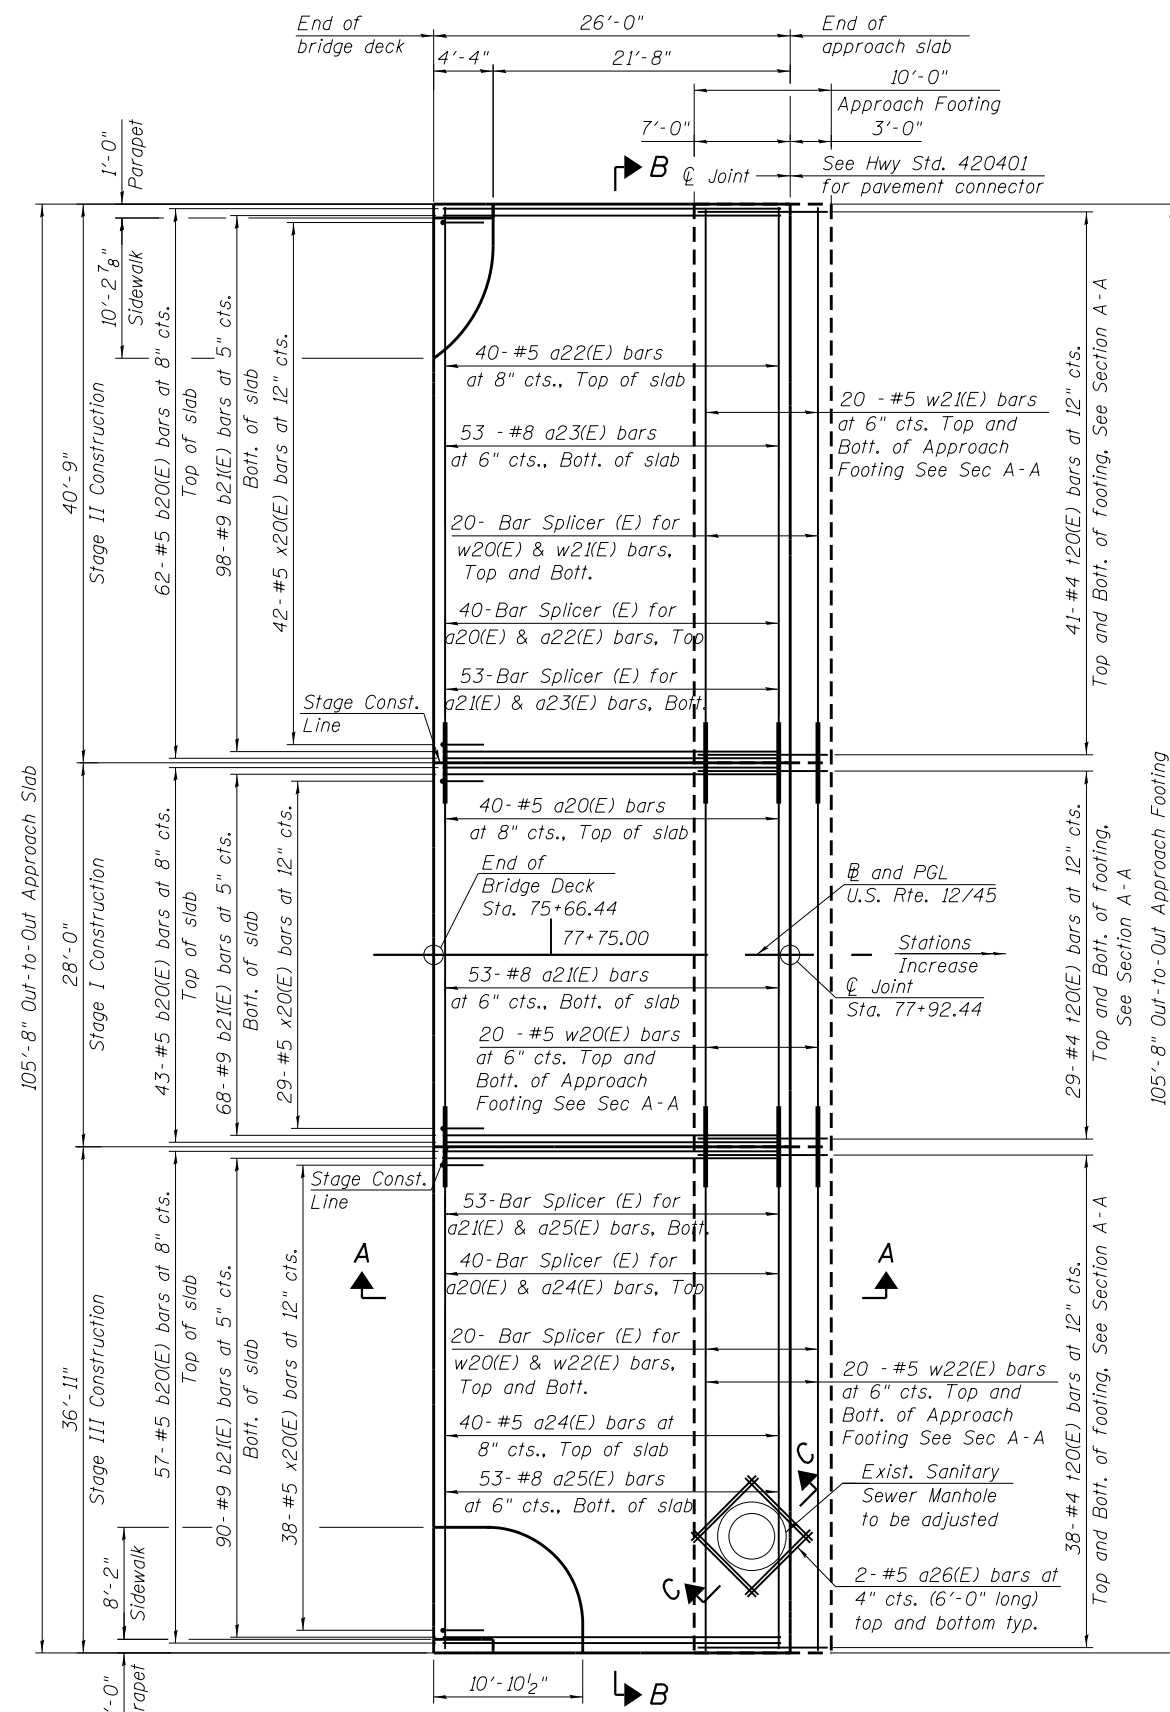 End of
bridge deck
26'-0"
End of
approach slab
4'-4"
21'-8"
10'-0"
Approach Footing
7'-0"
3'-0"
1'-0"
Parapet
B
℄ Joint
See Hwy Std. 420401
for pavement connector
10'-2 7/8"
Sidewalk
105'-8" Out-to-Out Approach Slab
40'-9"
Stage II Construction
62-#5 b20(E) bars at 8" cts.
Top of slab
98-#9 b21(E) bars at 5" cts.
Bott. of slab
42-#5 x20(E) bars at 12" cts.
40-#5 a22(E) bars
at 8" cts., Top of slab
53 -#8 a23(E) bars
at 6" cts., Bott. of slab
20- Bar Splicer (E) for
w20(E) & w21(E) bars,
Top and Bott.
40-Bar Splicer (E) for
a20(E) & a22(E) bars, Top
53-Bar Splicer (E) for
a21(E) & a23(E) bars, Bott.
20 -#5 w21(E) bars
at 6" cts. Top and
Bott. of Approach
Footing See Sec A-A
41-#4 t20(E) bars at 12" cts.
Top and Bott. of footing, See Section A-A
105'-8" Out-to-Out Approach Footing
Stage Const.
Line
28'-0"
Stage I Construction
43-#5 b20(E) bars at 8" cts.
Top of slab
68-#9 b21(E) bars at 5" cts.
Bott. of slab
29-#5 x20(E) bars at 12" cts.
40-#5 a20(E) bars
at 8" cts., Top of slab
End of
Bridge Deck
Sta. 75+66.44
77+75.00
53-#8 a21(E) bars
at 6" cts., Bott. of slab
20 -#5 w20(E) bars
at 6" cts. Top and
Bott. of Approach
Footing See Sec A-A
B and PGL
U.S. Rte. 12/45
Stations
Increase
℄ Joint
Sta. 77+92.44
29-#4 t20(E) bars at 12" cts.
Top and Bott. of footing,
See Section A-A
Stage Const.
Line
36'-11"
Stage III Construction
57-#5 b20(E) bars at 8" cts.
Top of slab
90-#9 b21(E) bars at 5" cts.
Bott. of slab
38-#5 x20(E) bars at 12" cts.
53-Bar Splicer (E) for
a21(E) & a25(E) bars, Bott.
A
A
40-Bar Splicer (E) for
a20(E) & a24(E) bars, Top
20- Bar Splicer (E) for
w20(E) & w22(E) bars,
Top and Bott.
40-#5 a24(E) bars at
8" cts., Top of slab
53-#8 a25(E) bars
at 6" cts., Bott. of slab
20 -#5 w22(E) bars
at 6" cts. Top and
Bott. of Approach
Footing See Sec A-A
C
Exist. Sanitary
Sewer Manhole
to be adjusted
C
2-#5 a26(E) bars at
4" cts. (6'-0" long)
top and bottom typ.
38-#4 t20(E) bars at 12" cts.
Top and Bott. of footing, See Section A-A
8'-2"
Sidewalk
'-0"
rapet
10'-10 1/2"
B